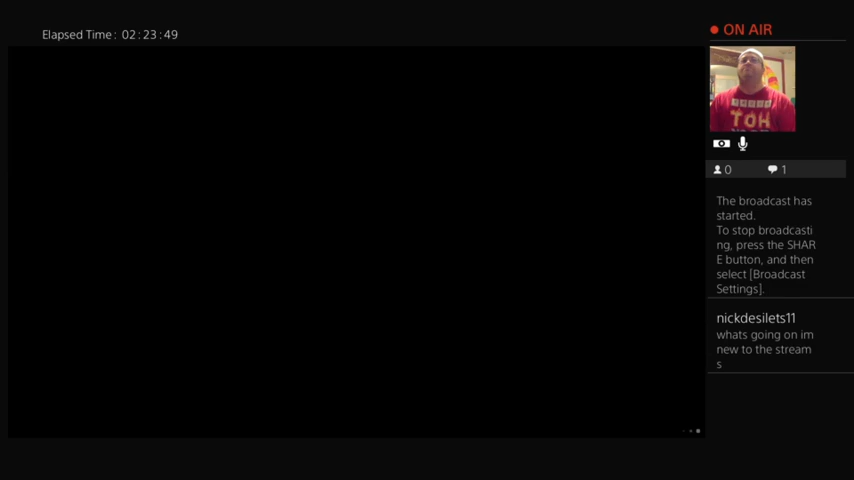 Elapsed Time: 02:23:49
ON AIR
TOH
0
1
The broadcast has
started.
To stop broadcasti
ng, press the SHAR
E button, and then
select [Broadcast
Settings].
nickdesilets11
whats going on im
new to the stream
s